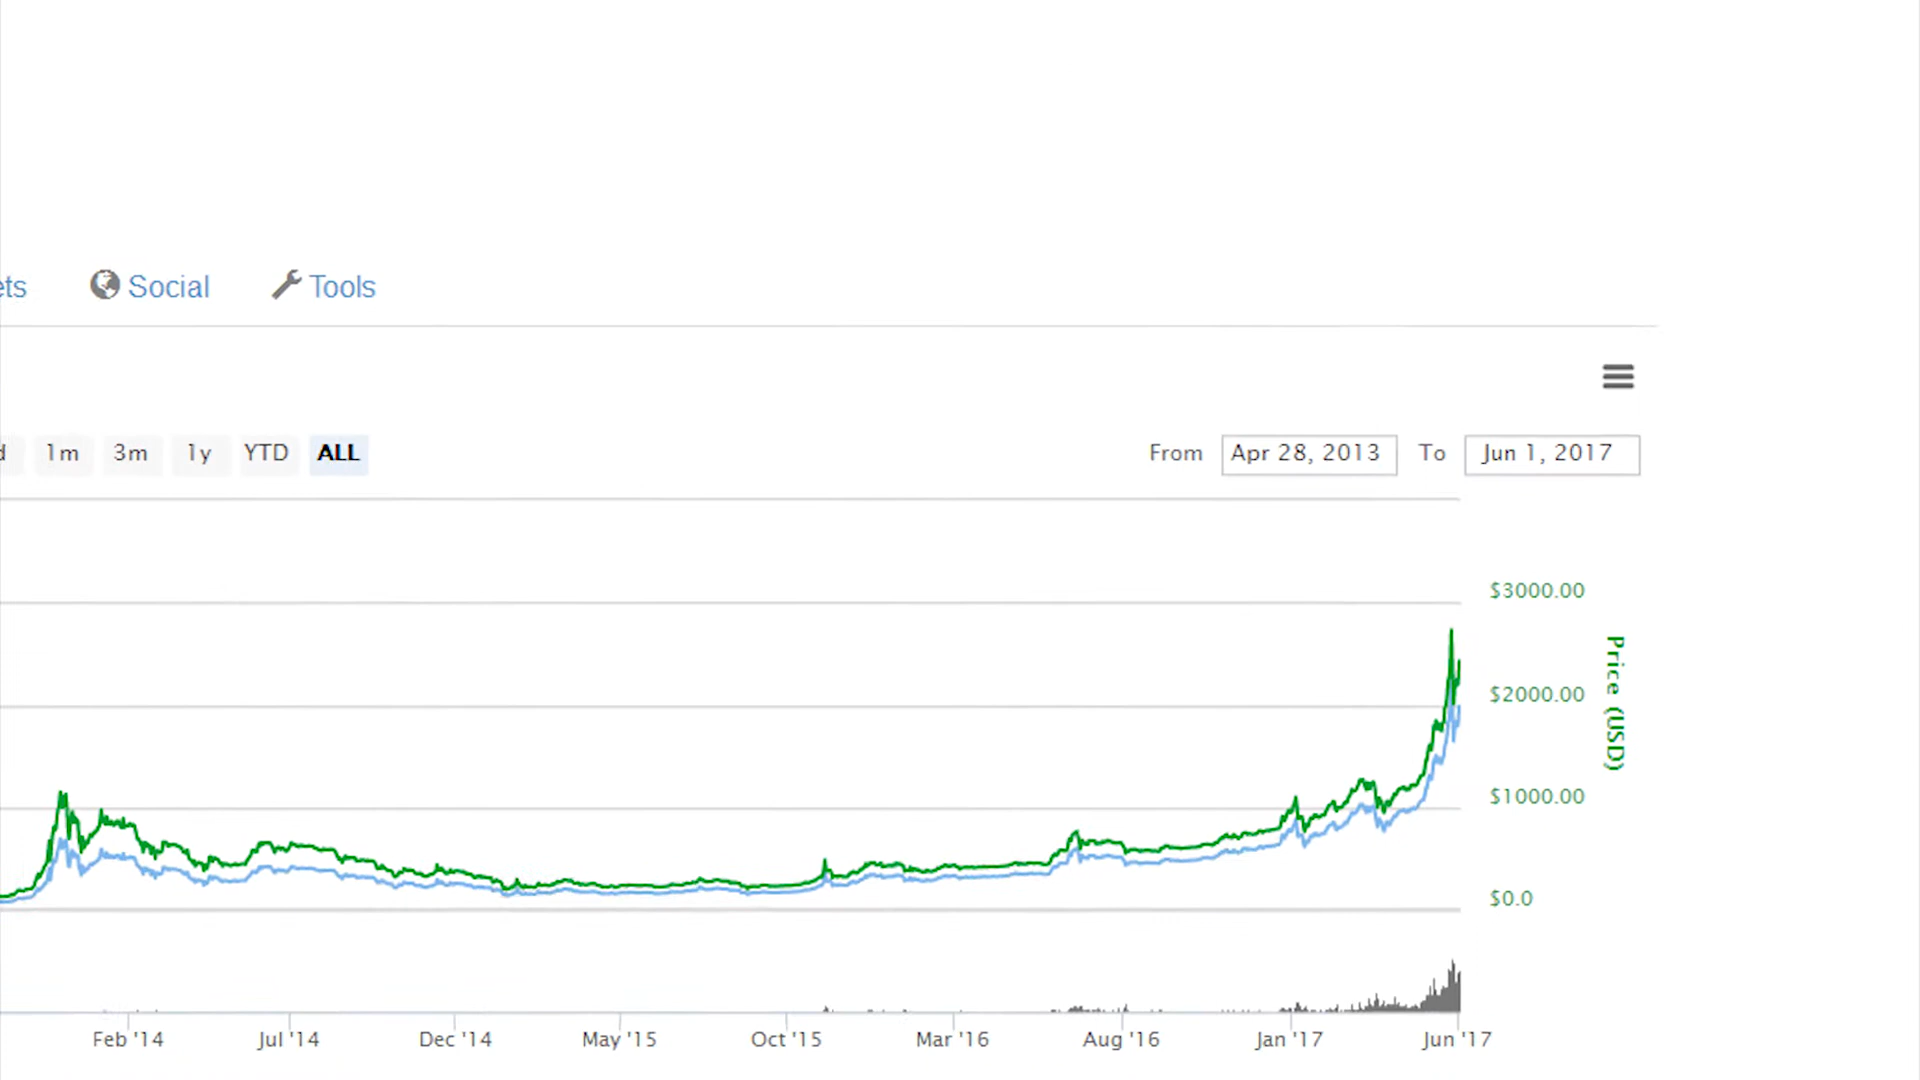 ets Social Tools
d 1m 3m 1y YTD ALL From Apr 28, 2013 To Jun 1, 2017
$3000.00
$2000.00
$1000.00
$0.0
Price (USD)
Feb '14 Jul '14 Dec '14 May '15 Oct '15 Mar '16 Aug '16 Jan '17 Jun '17